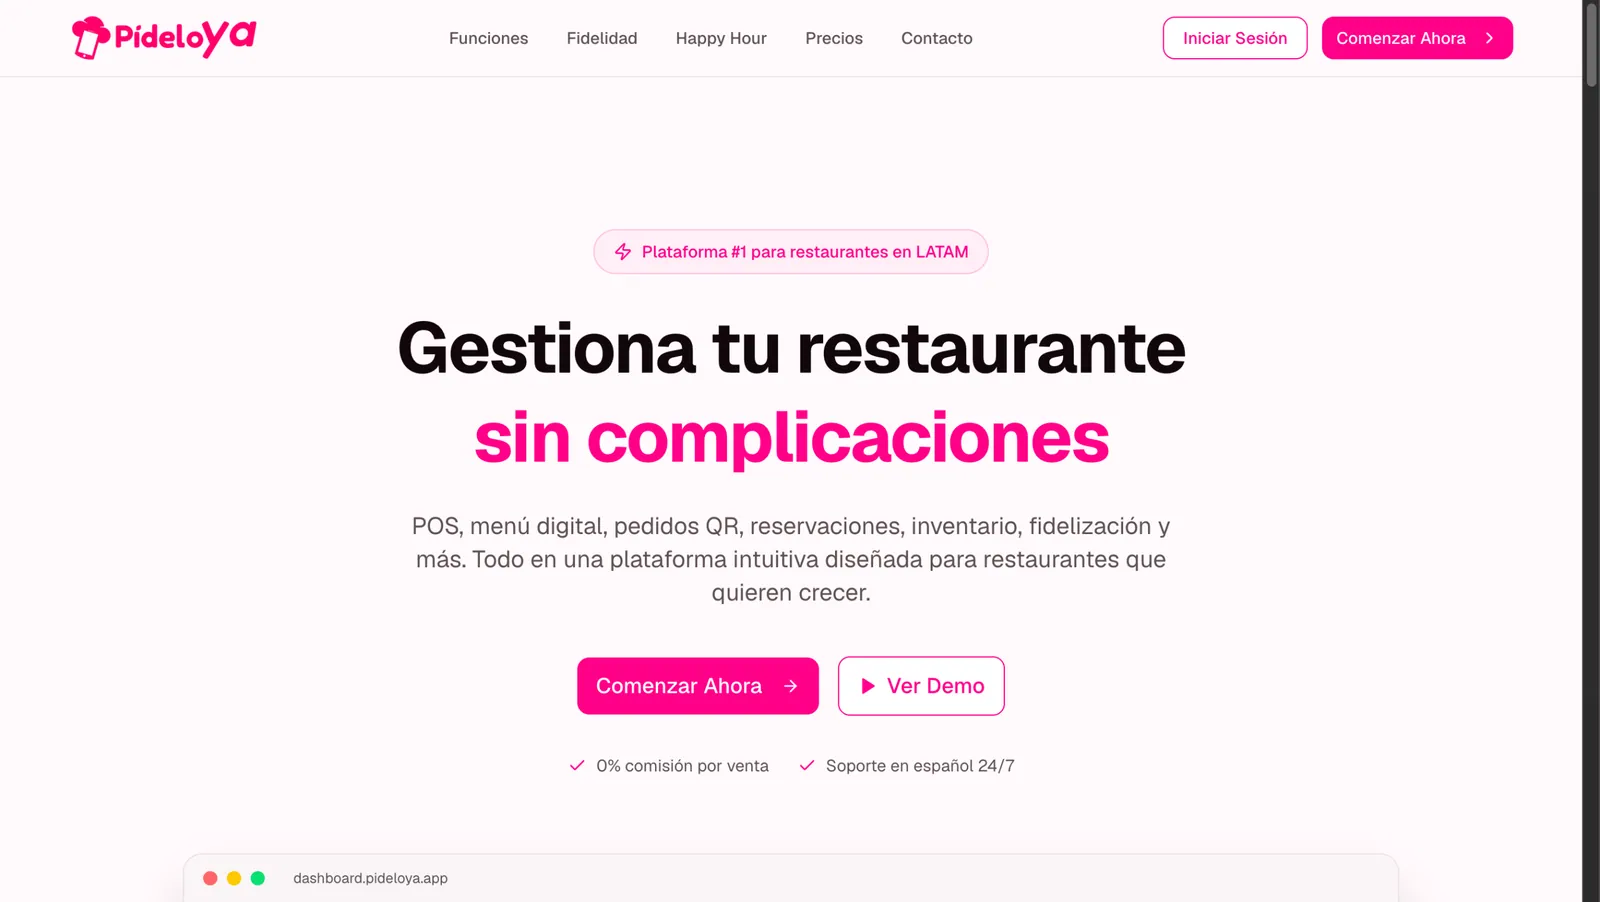 PídeloYa
Funciones
Fidelidad
Happy Hour
Precios
Contacto
Iniciar Sesión
Comenzar Ahora
Plataforma #1 para restaurantes en LATAM
Gestiona tu restaurante
sin complicaciones
POS, menú digital, pedidos QR, reservaciones, inventario, fidelización y
más. Todo en una plataforma intuitiva diseñada para restaurantes que
quieren crecer.
Comenzar Ahora
Ver Demo
0% comisión por venta
Soporte en español 24/7
dashboard.pideloya.app